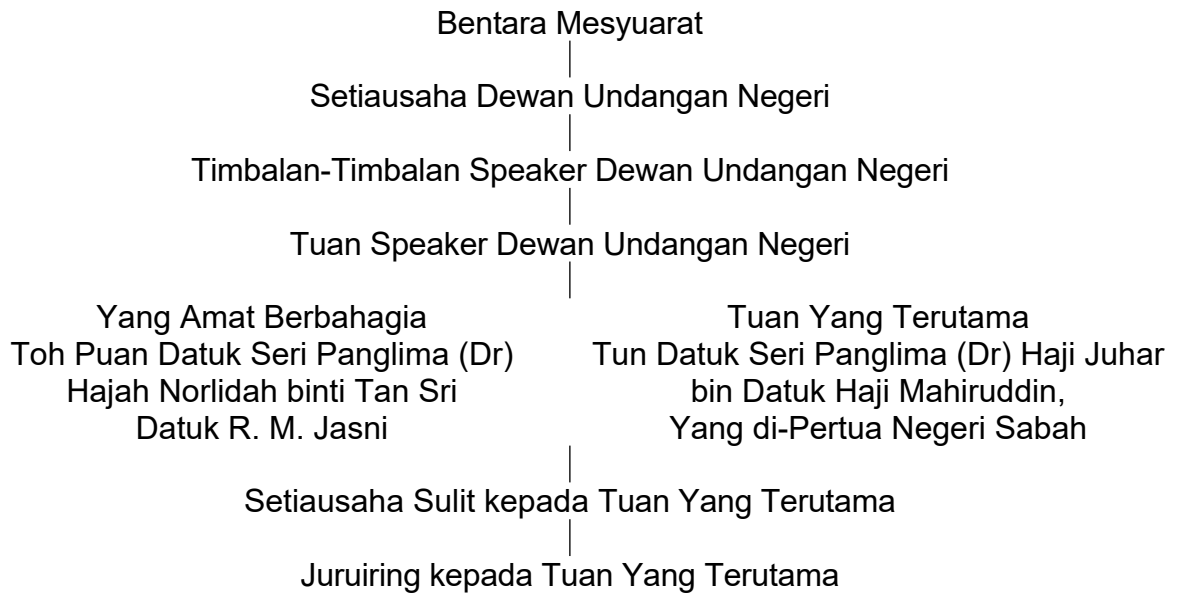 Bentara Mesyuarat
Setiausaha Dewan Undangan Negeri
Timbalan-Timbalan Speaker Dewan Undangan Negeri
Tuan Speaker Dewan Undangan Negeri
Yang Amat Berbahagia
Toh Puan Datuk Seri Panglima (Dr)
Hajah Norlidah binti Tan Sri
Datuk R. M. Jasni
Tuan Yang Terutama
Tun Datuk Seri Panglima (Dr) Haji Juhar
bin Datuk Haji Mahiruddin,
Yang di-Pertua Negeri Sabah
Setiausaha Sulit kepada Tuan Yang Terutama
Juruiring kepada Tuan Yang Terutama